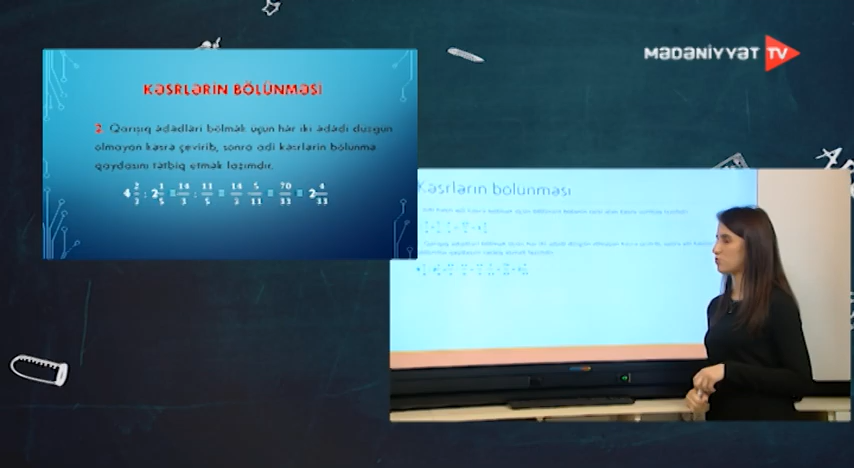 MƏDƏNİYYƏT TV
KƏSRLƏRİN BÖLÜNMƏSİ
2. Qarışıq ədədləri bölmək üçün hər iki ədədi düzgün
olmayan kəsrə çevirib, sonra adi kəsrlərin bölünmə
qaydasını tətbiq etmək lazımdır.
4 2/3 : 2 1/5 = 14/3 : 11/5 = 14/3 · 5/11 = 70/33 = 2 4/33
Kəsrlərin bölünməsi